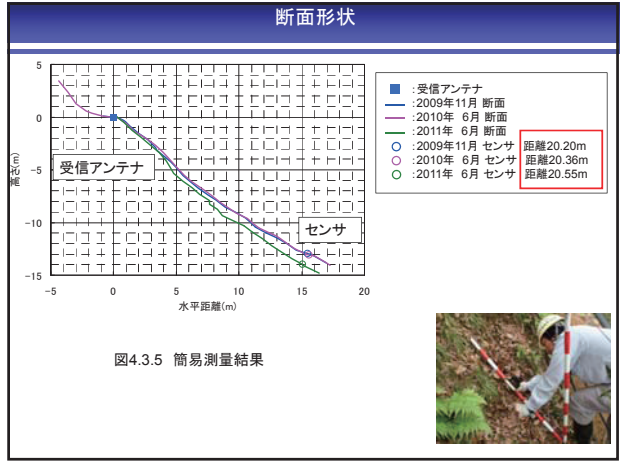 断面形状
5
0
-5
-10
-15
高さ(m)
受信アンテナ
センサ
-5 0 5 10 15 20
水平距離(m)
:受信アンテナ
:2009年11月 断面
:2010年 6月 断面
:2011年 6月 断面
:2009年11月 センサ 距離20.20m
:2010年 6月 センサ 距離20.36m
:2011年 6月 センサ 距離20.55m
図4.3.5 簡易測量結果